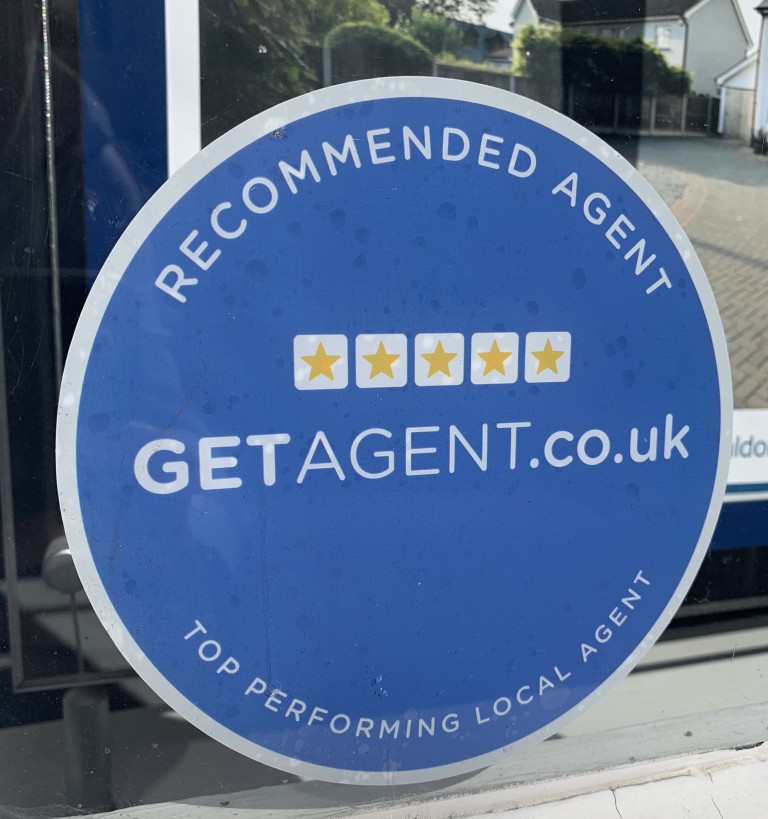 RECOMMENDED AGENT
GETAGENT.co.uk
TOP PERFORMING LOCAL AGENT